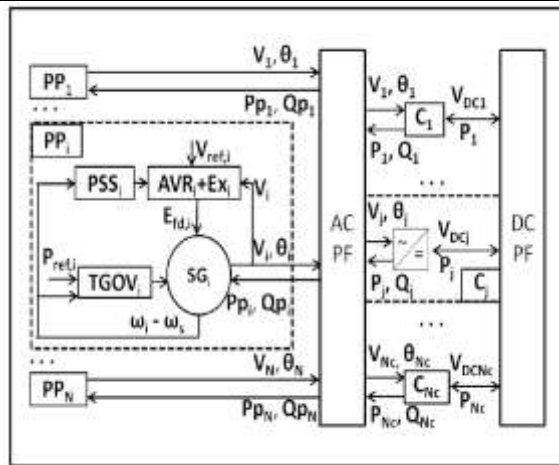 PP1
V1, θ1
Pp1, Qp1
...
PPi
Vref,i
PSSi
AVRi+Exi
Vi
Efd,i
Pref,i
TGOVi
SGi
Vi, θi
Ppi, Qpi
ωi - ωs
...
PPN
VN, θN
PpN, QpN
AC
PF
V1, θ1
C1
VDC1
P1, Q1
P1
...
Vj, θj
~
=
VDCj
Pj, Qj
Pj
Cj
...
VNc, θNc
CNc
VDCNc
PNc, QNc
PNc
DC
PF